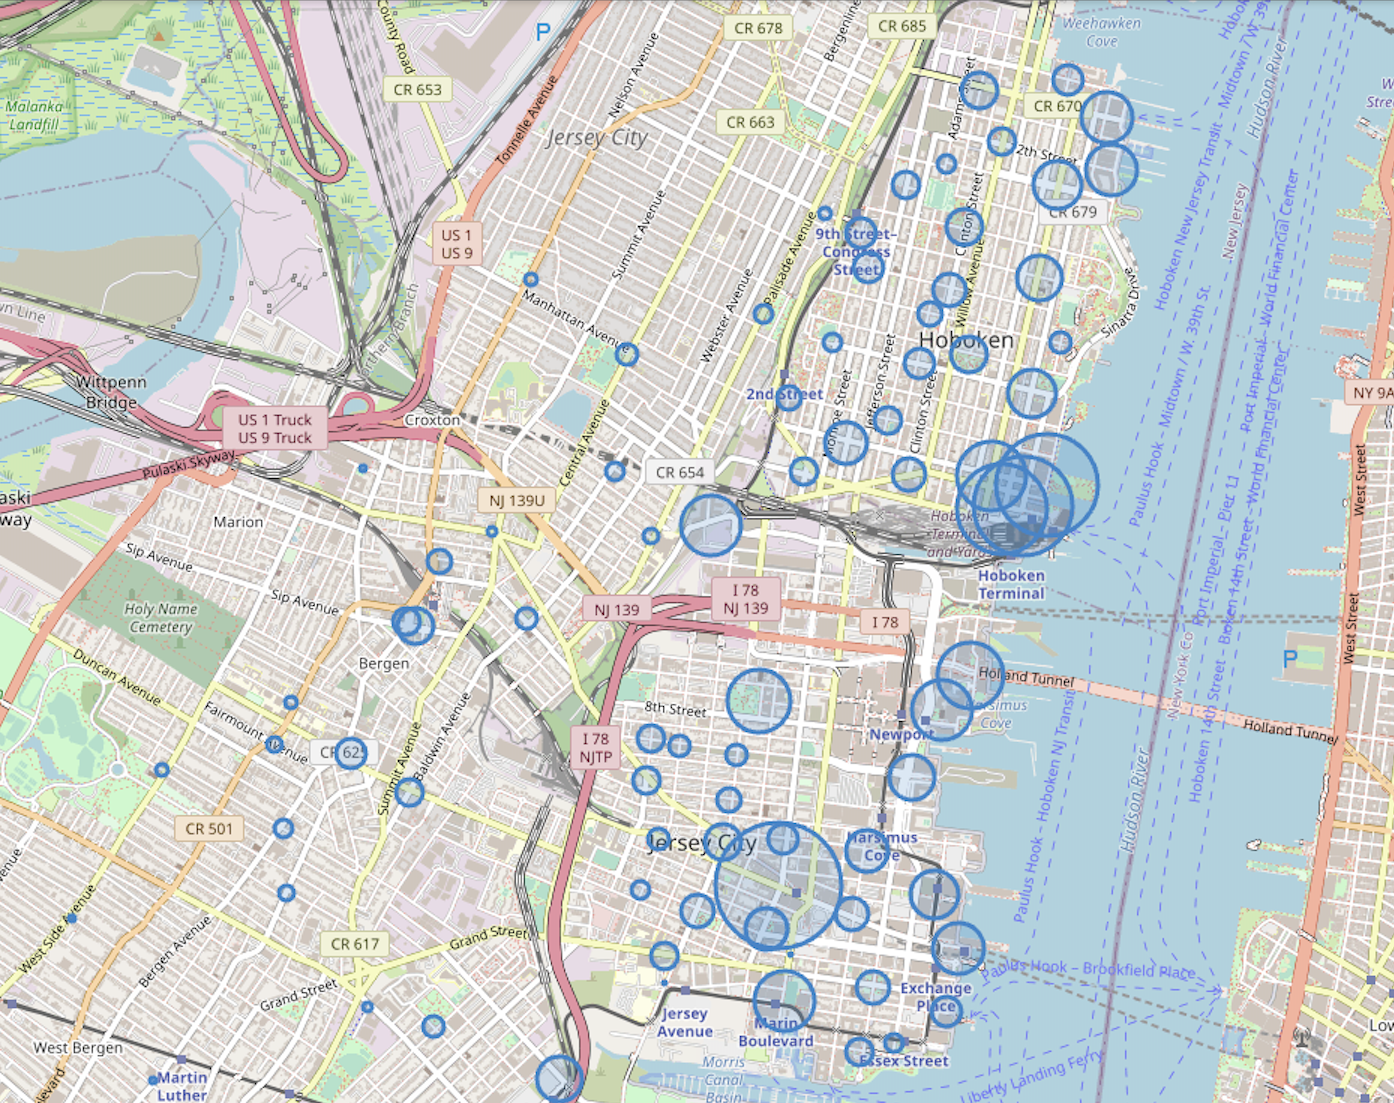 CR 678
CR 685
Bergenline
Weehawken
Cove
P
County Road
CR 653
Nelson Avenue
Tonnelle Avenue
Jersey City
CR 663
Adams Street
CR 670
2th Street
Malanka
Landfill
Hudson River
Hoboken New Jersey Transit - Midtown / W. 39th St.
New Jersey
CR 679
US 1
US 9
Summit Avenue
Palisade Avenue
9th Street–
Congress
Street
Clinton Street
Willow Avenue
Sinatra Drive
Northern Branch
Manhattan Avenue
Webster Avenue
Hoboken
Paulus Hook - Midtown / W. 39th St.
Port Imperial - World Financial Center
Wittpenn
Bridge
US 1 Truck
US 9 Truck
Croxton
2nd Street
Monroe Street
Jefferson Street
Clinton Street
NY 9A
Pulaski Skyway
Central Avenue
CR 654
NJ 139U
aski
way
Marion
Sip Avenue
Hoboken
Terminal
and Yards
Hoboken
Terminal
Port Imperial - Pier 11
Hoboken 14th Street - World Financial Center
West Street
Holy Name
Cemetery
Sip Avenue
NJ 139
I 78
NJ 139
I 78
Bergen
Duncan Avenue
West Street
P
Holland Tunnel
Harsimus
Cove
Newport
New York Co
Holland Tunnel
Fairmount Avenue
CR 625
8th Street
I 78
NJTP
Summit Avenue
Baldwin Avenue
Paulus Hook - Hoboken NJ Transit
Hudson River
CR 501
Jersey City
Harsimus
Cove
West Side Avenue
Bergen Avenue
CR 617
Grand Street
Grand Street
Paulus Hook – Brookfield Place
Exchange
Place
Jersey
Avenue
Marin
Boulevard
Essex Street
West Bergen
Martin
Luther
Morris
Canal
Basin
Liberty Landing Ferry